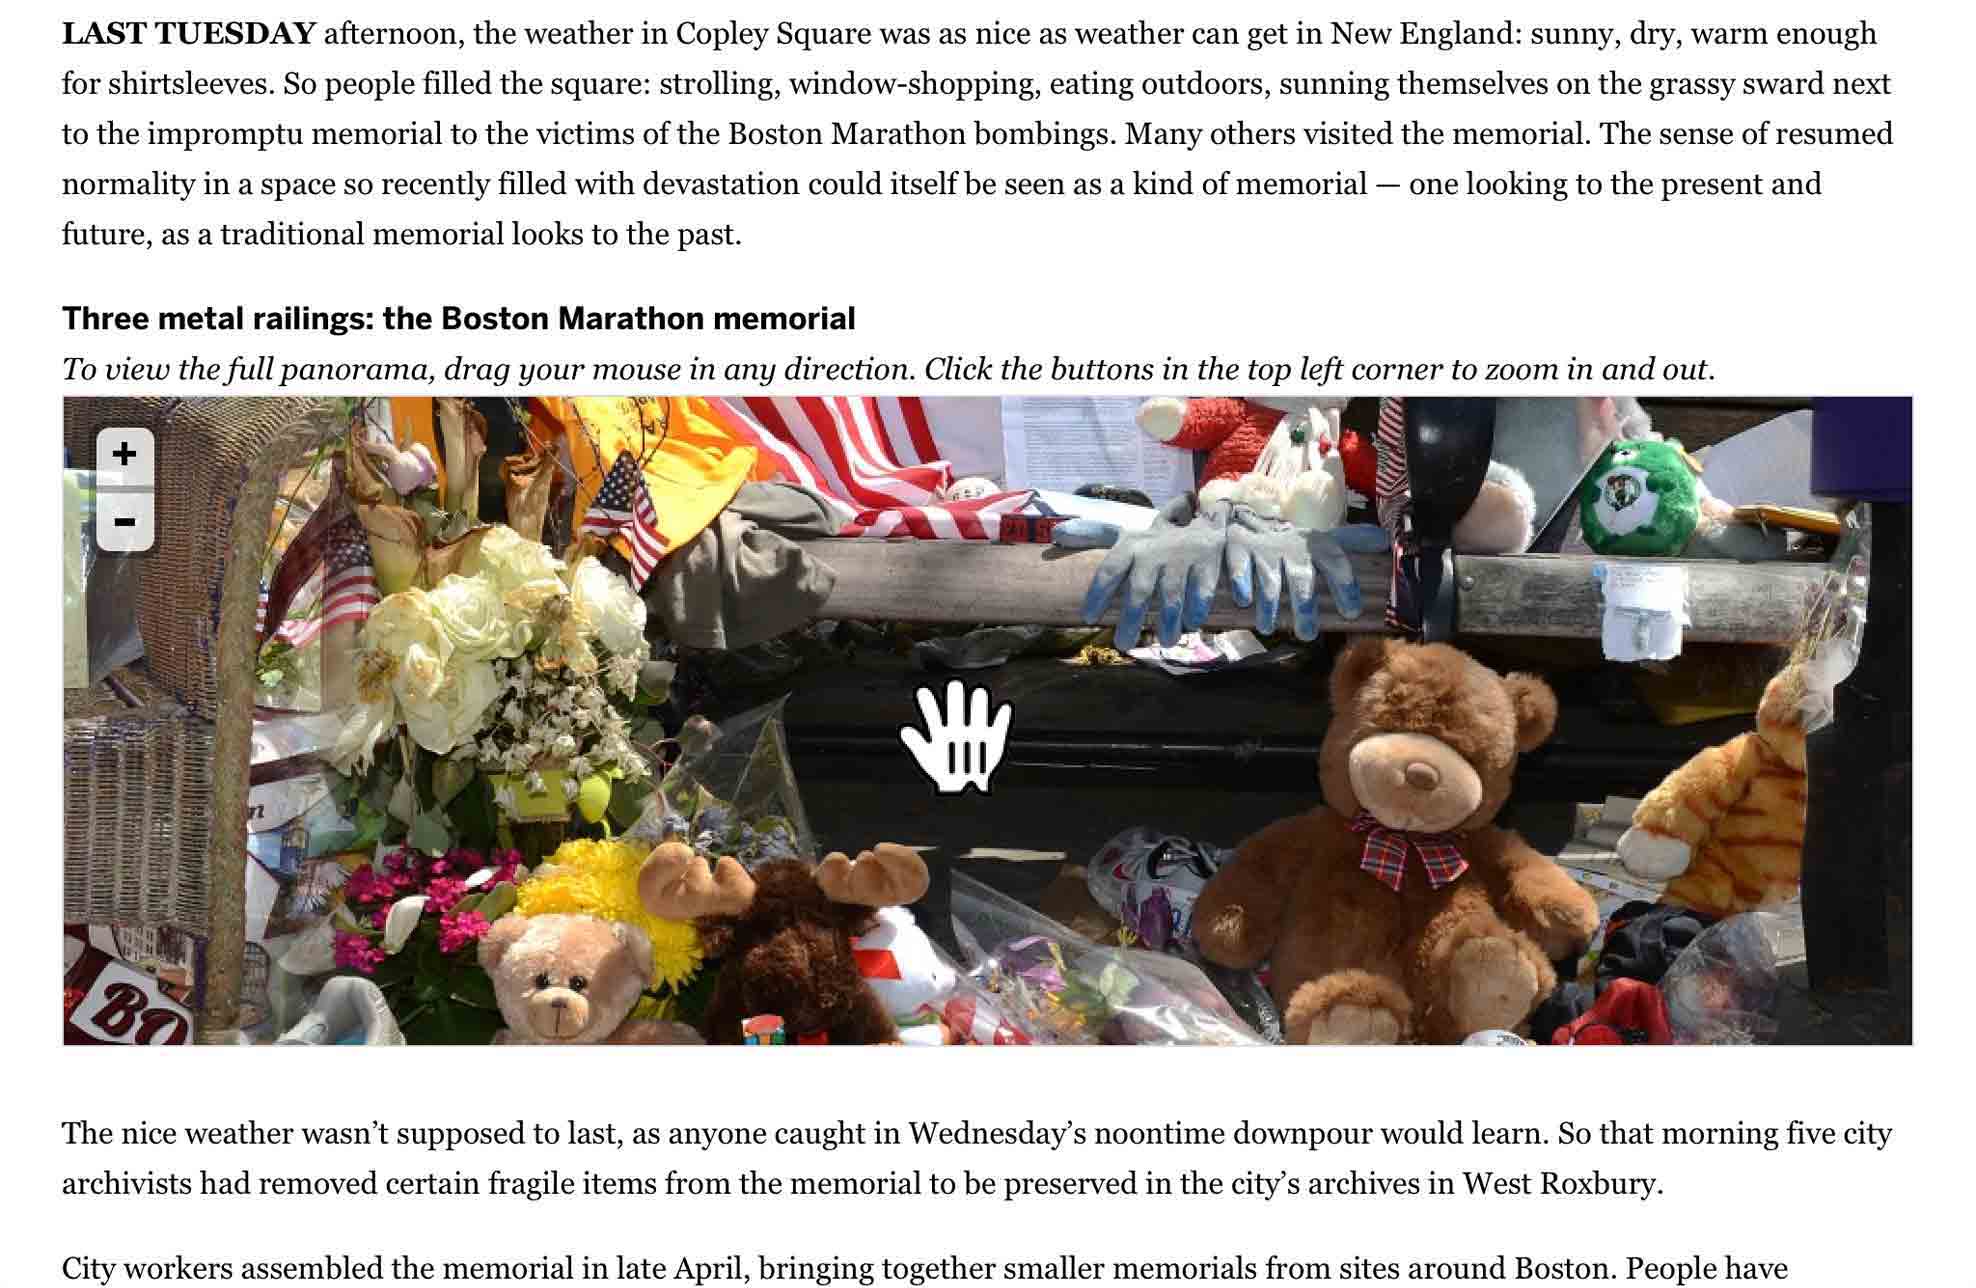 LAST TUESDAY afternoon, the weather in Copley Square was as nice as weather can get in New England: sunny, dry, warm enough
for shirtsleeves. So people filled the square: strolling, window-shopping, eating outdoors, sunning themselves on the grassy sward next
to the impromptu memorial to the victims of the Boston Marathon bombings. Many others visited the memorial. The sense of resumed
normality in a space so recently filled with devastation could itself be seen as a kind of memorial — one looking to the present and
future, as a traditional memorial looks to the past.
Three metal railings: the Boston Marathon memorial
To view the full panorama, drag your mouse in any direction. Click the buttons in the top left corner to zoom in and out.
+
-
BO
The nice weather wasn’t supposed to last, as anyone caught in Wednesday’s noontime downpour would learn. So that morning five city
archivists had removed certain fragile items from the memorial to be preserved in the city’s archives in West Roxbury.
City workers assembled the memorial in late April, bringing together smaller memorials from sites around Boston. People have